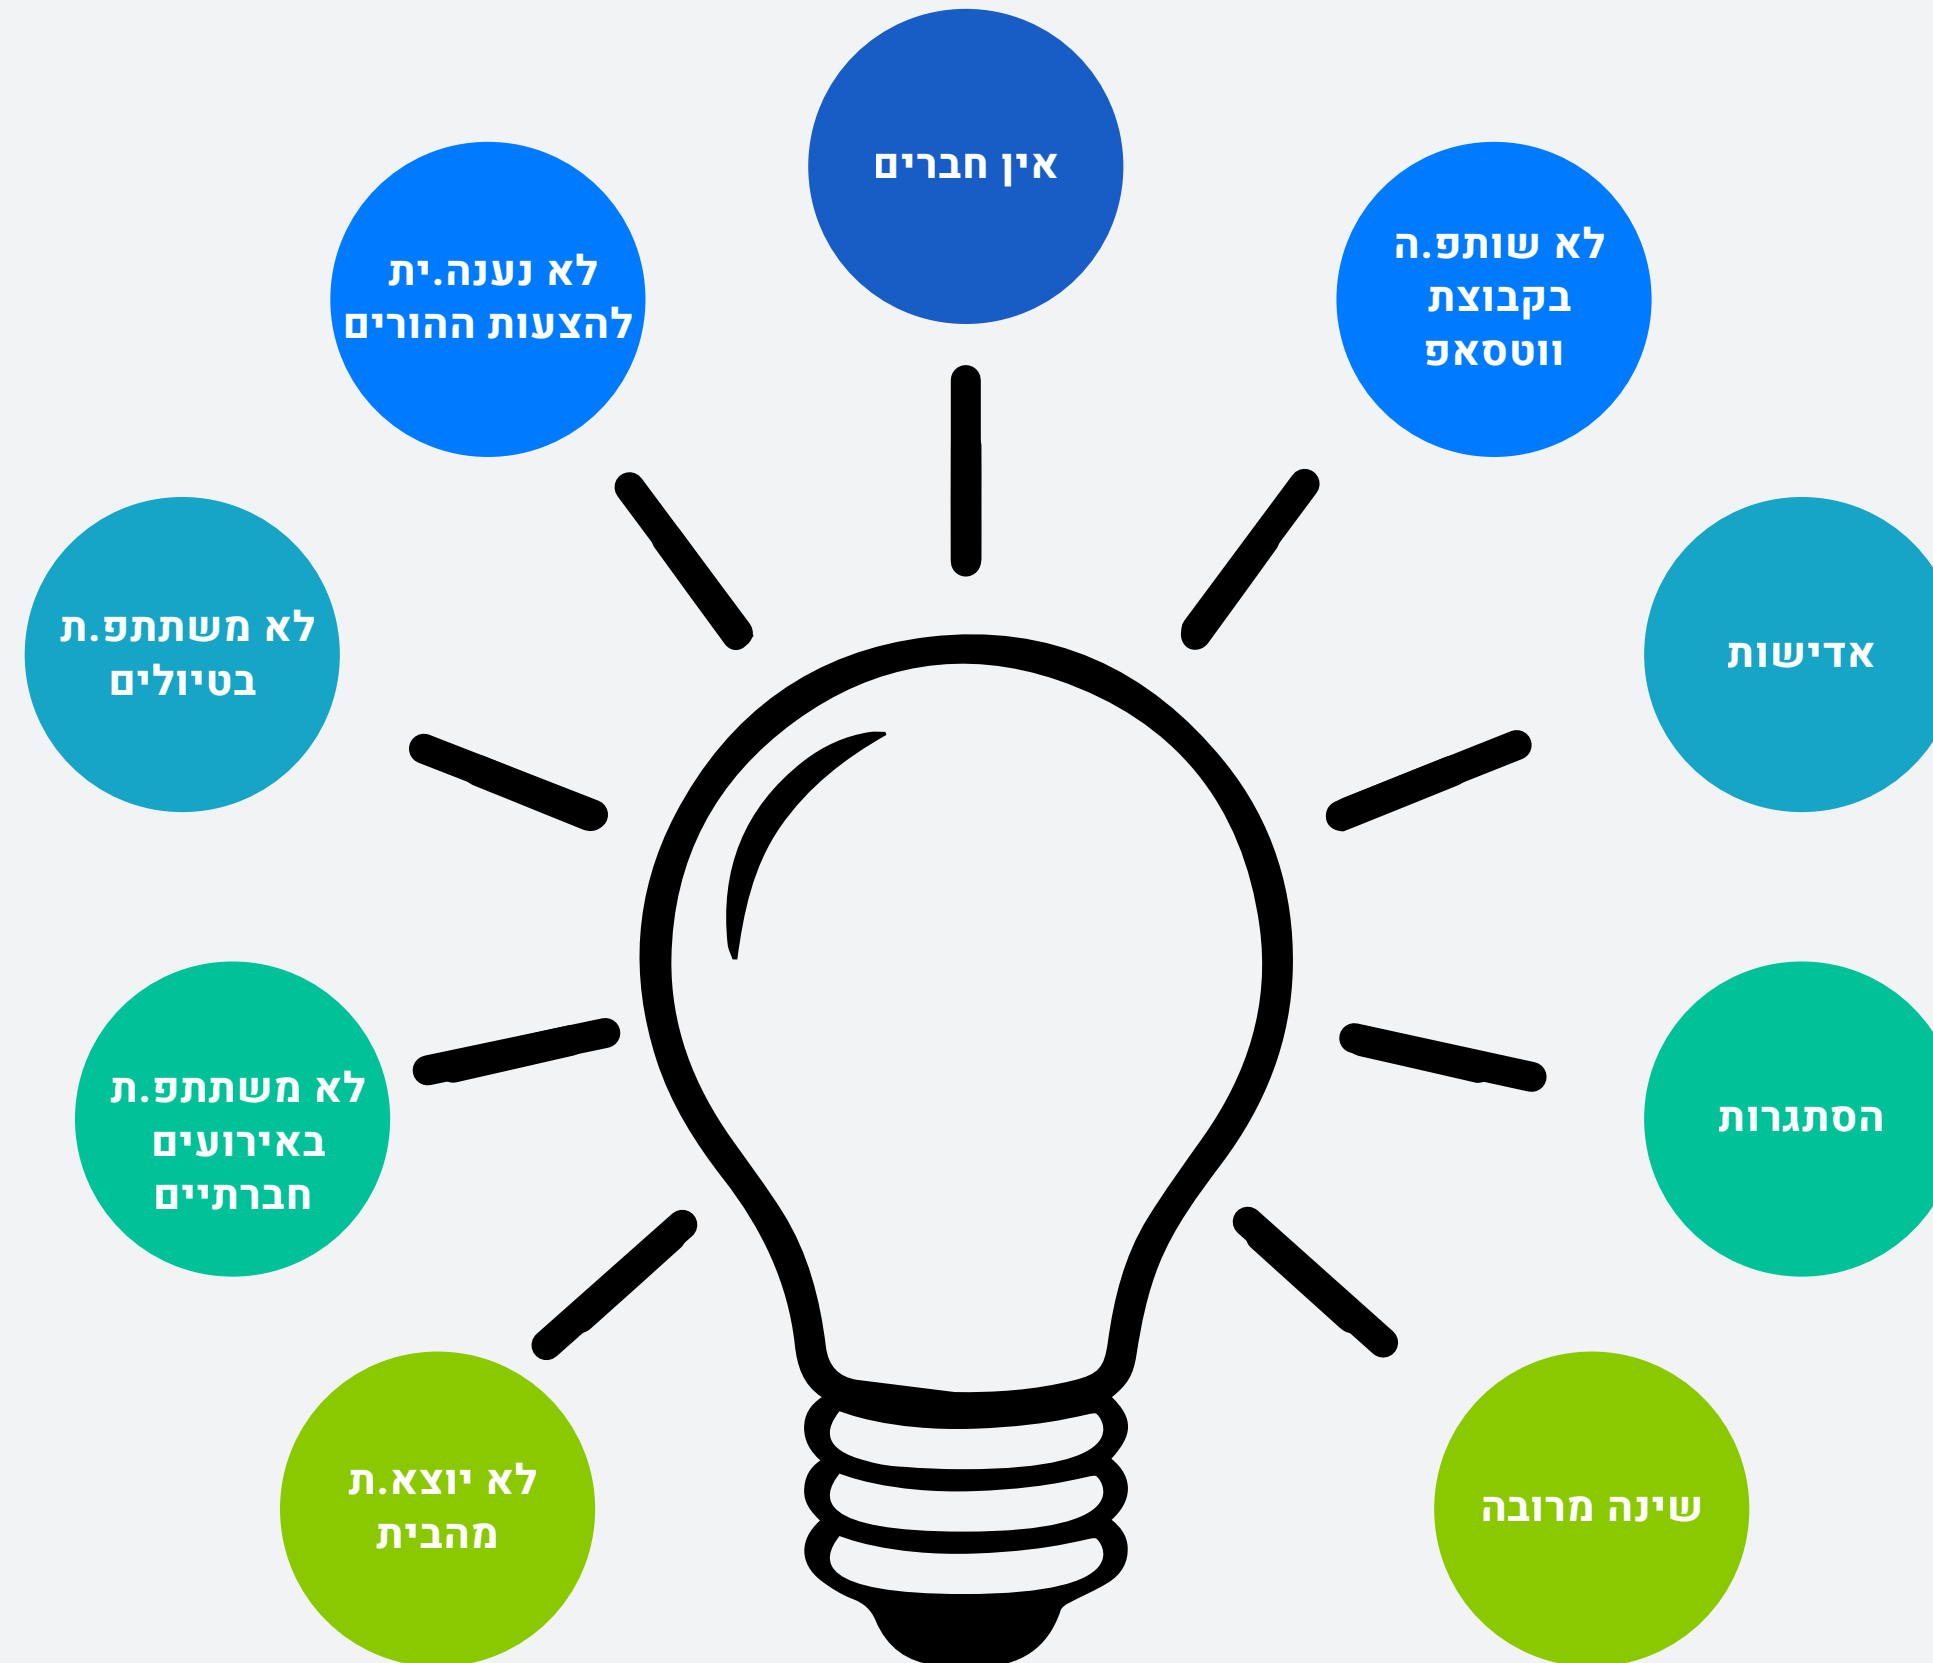 אין חברים
לא שותפ.ה
בקבוצת
ווטסאפ
לא נענה.ית
להצעות ההורים
אדישות
לא משתתפ.ת
בטיולים
הסתגרות
לא משתתפ.ת
באירועים
חברתיים
שינה מרובה
לא יוצא.ת
מהבית